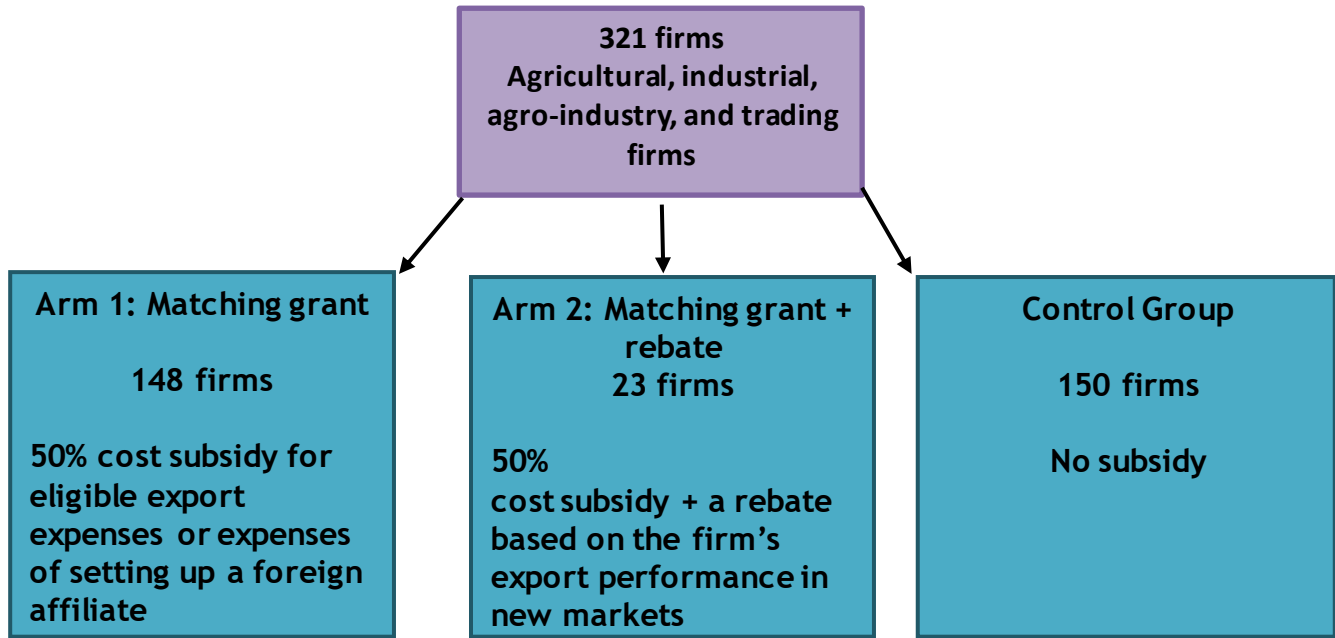 321 firms
Agricultural, industrial,
agro-industry, and trading
firms
Arm 1: Matching grant
148 firms
50% cost subsidy for
eligible export
expenses or expenses
of setting up a foreign
affiliate
Arm 2: Matching grant +
rebate
23 firms
50%
cost subsidy + a rebate
based on the firm’s
export performance in
new markets
Control Group
150 firms
No subsidy